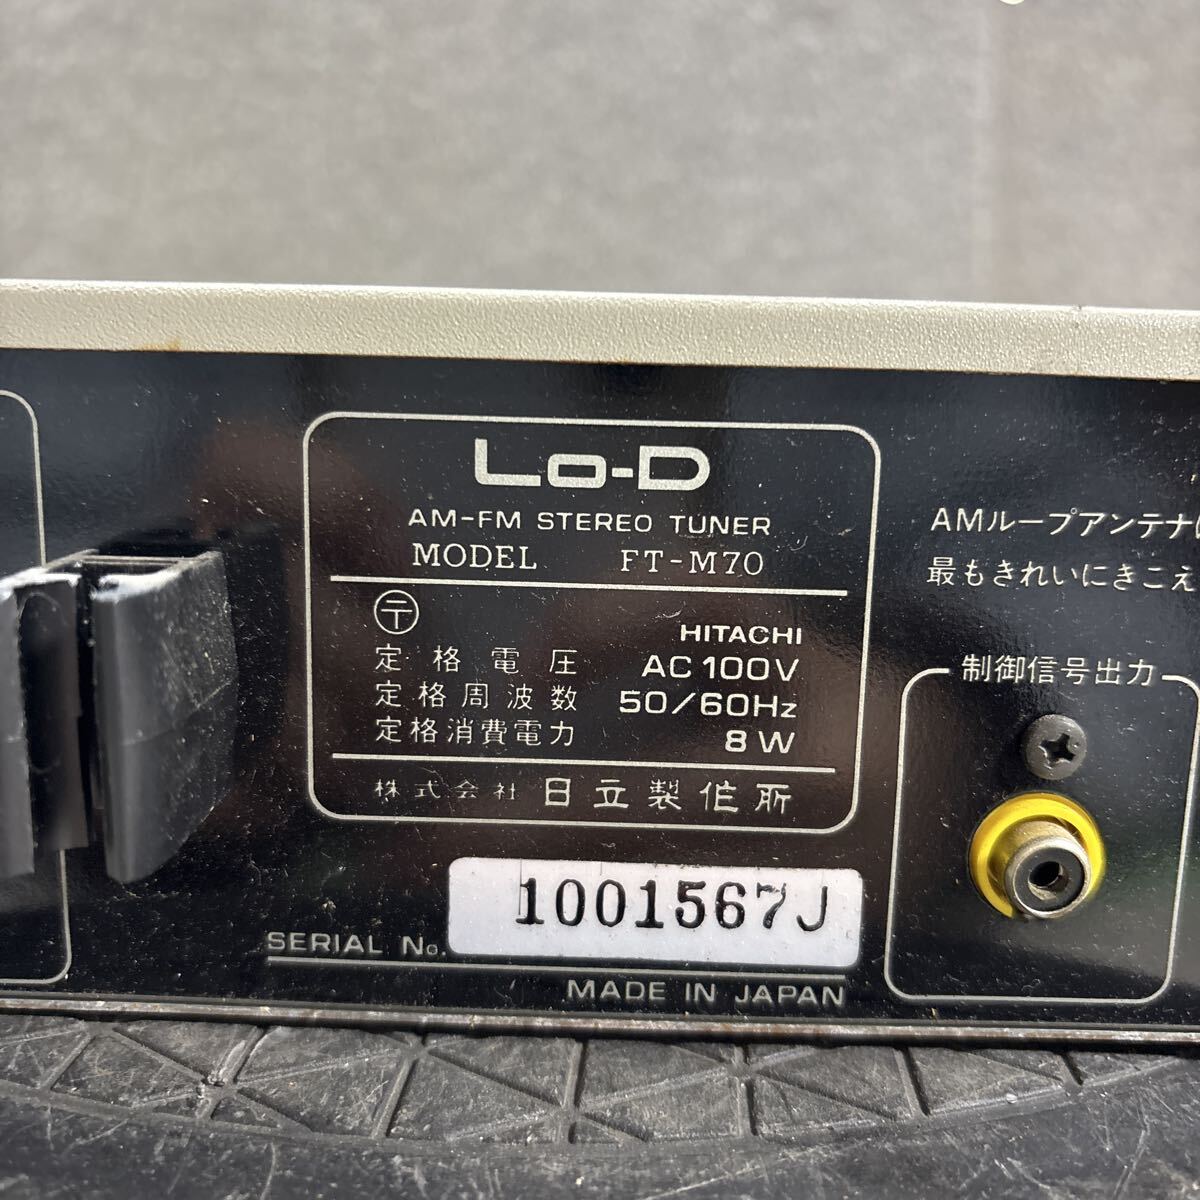 Lo-D
AM-FM STEREO TUNER
MODEL FT-M70
〒
HITACHI
定格電圧 AC 100V
定格周波数 50/60Hz
定格消費電力 8W
株式会社 日立製作所
SERIAL No. 1001567J
MADE IN JAPAN
AMループアンテナ
最もきれいにきこえ
制御信号出力